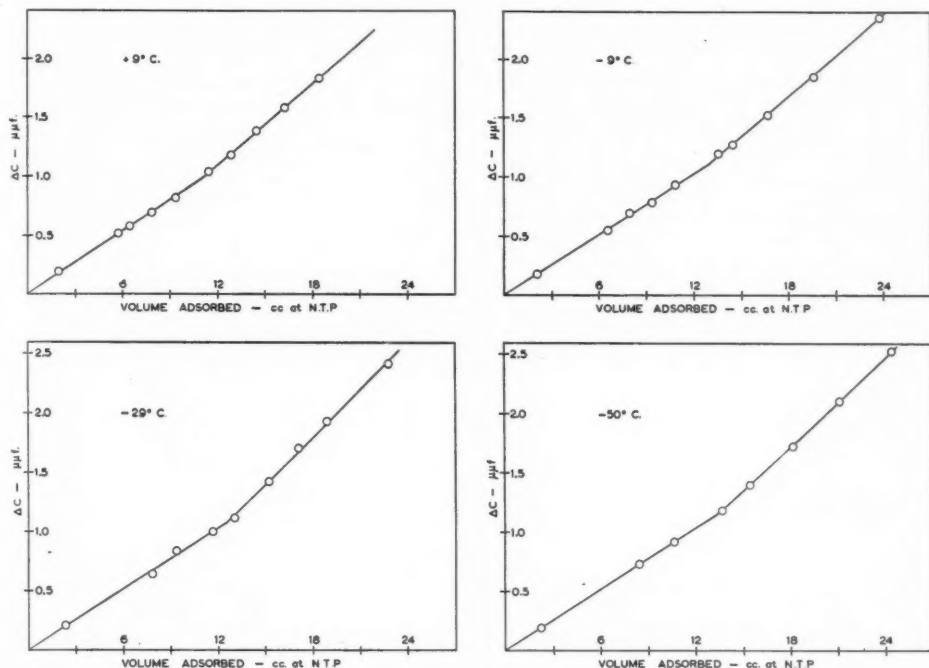 +9° C.
ΔC — μμf.
2.0
1.5
1.0
0.5
6 12 18 24
VOLUME ADSORBED — cc. at N.T.P
-9° C.
ΔC — μμf.
2.0
1.5
1.0
0.5
6 12 18 24
VOLUME ADSORBED — cc. at N.T.P
-29° C.
ΔC — μμf.
2.5
2.0
1.5
1.0
0.5
6 12 18 24
VOLUME ADSORBED — cc. at N.T.P
-50° C.
ΔC — μμf.
2.5
2.0
1.5
1.0
0.5
6 12 18 24
VOLUME ADSORBED — cc. at N.T.P